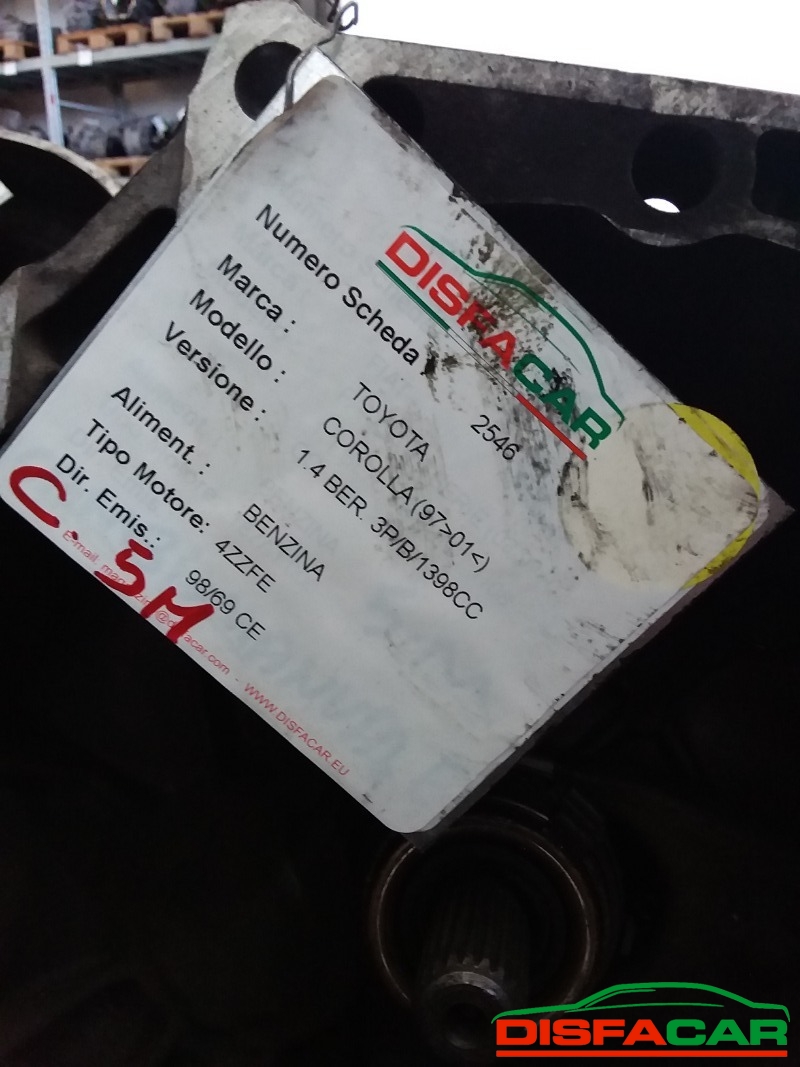 DISFACAR
Numero Scheda : 2546
Marca : TOYOTA
Modello : COROLLA (97>01<)
Versione : 1.4 BER. 3P/B/1398CC
Aliment. : BENZINA
Tipo Motore: 4ZZFE
Dir. Emis.: 98/69 CE
C. 5M
E-mail: - WWW.DISFACAR.EU
DISFACAR